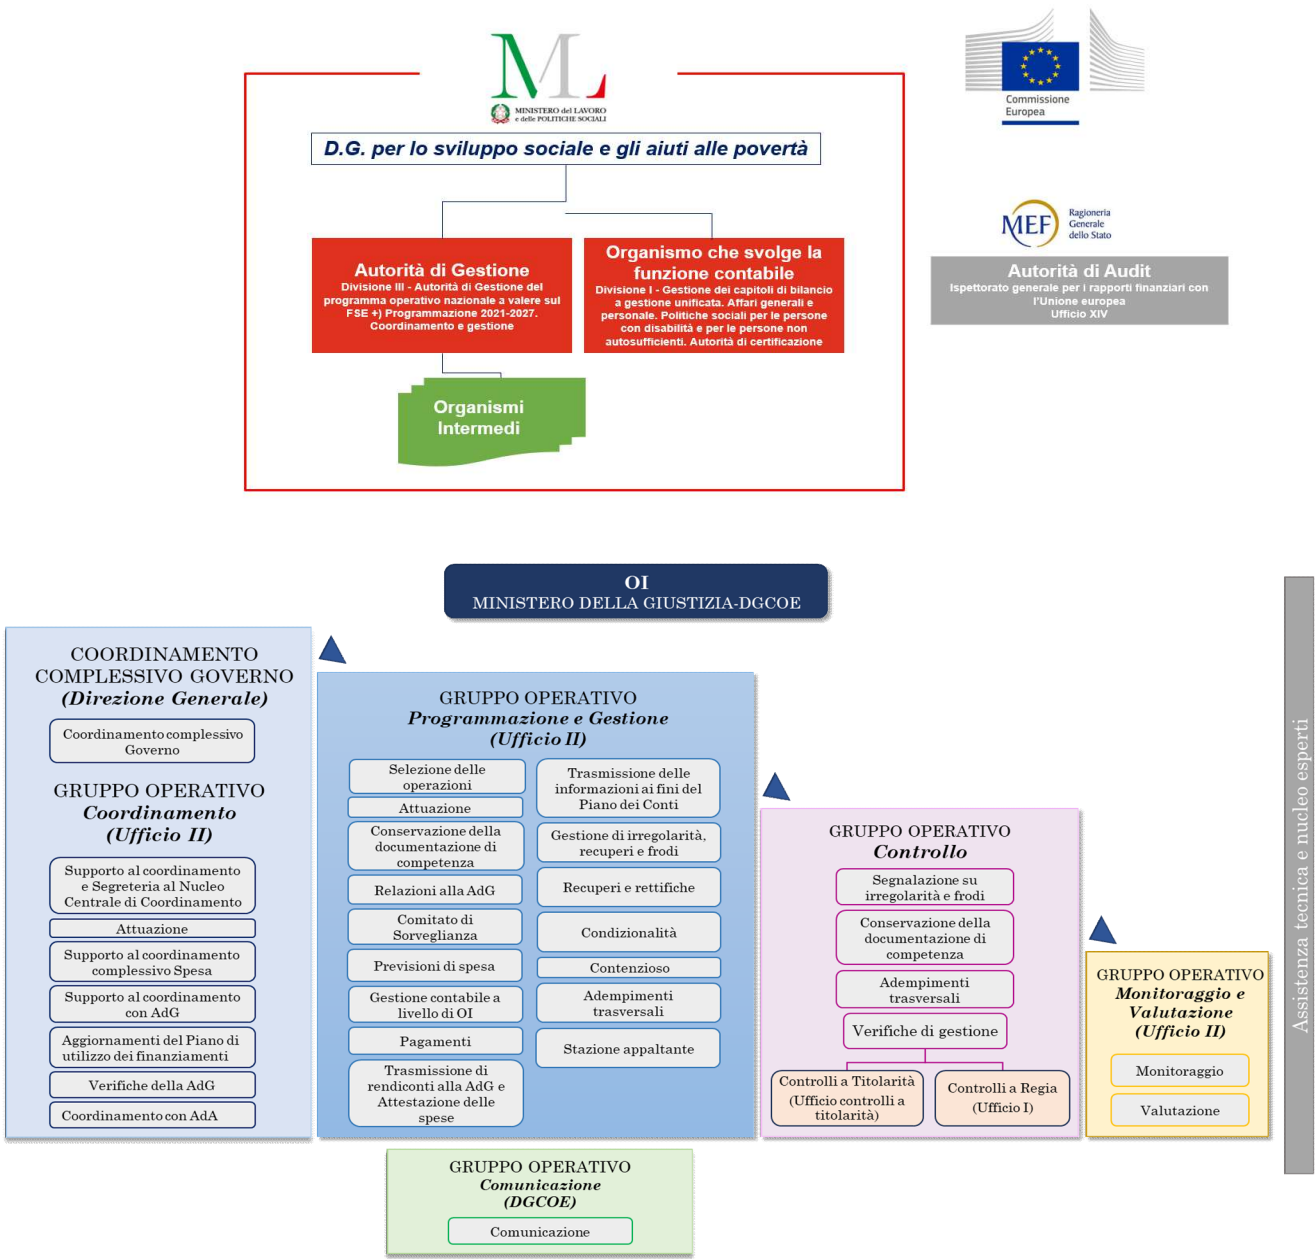 ML
MINISTERO del LAVORO
e delle POLITICHE SOCIALI
Commissione
Europea
D.G. per lo sviluppo sociale e gli aiuti alle povertà
MEF
Ragioneria
Generale
dello Stato
Autorità di Gestione
Divisione III - Autorità di Gestione del
programma operativo nazionale a valere sul
FSE +) Programmazione 2021-2027.
Coordinamento e gestione
Organismo che svolge la
funzione contabile
Divisione I - Gestione dei capitoli di bilancio
a gestione unificata. Affari generali e
personale. Politiche sociali per le persone
con disabilità e per le persone non
autosufficienti. Autorità di certificazione
Autorità di Audit
Ispettorato generale per i rapporti finanziari con
l'Unione europea
Ufficio XIV
Organismi
Intermedi
OI
MINISTERO DELLA GIUSTIZIA-DGCOE
COORDINAMENTO
COMPLESSIVO GOVERNO
(Direzione Generale)
Coordinamento complessivo
Governo
GRUPPO OPERATIVO
Coordinamento
(Ufficio II)
Supporto al coordinamento
e Segreteria al Nucleo
Centrale di Coordinamento
Attuazione
Supporto al coordinamento
complessivo Spesa
Supporto al coordinamento
con AdG
Aggiornamenti del Piano di
utilizzo dei finanziamenti
Verifiche della AdG
Coordinamento con AdA
GRUPPO OPERATIVO
Programmazione e Gestione
(Ufficio II)
Selezione delle
operazioni
Attuazione
Conservazione della
documentazione di
competenza
Relazioni alla AdG
Comitato di
Sorveglianza
Previsioni di spesa
Gestione contabile a
livello di OI
Pagamenti
Trasmissione di
rendiconti alla AdG e
Attestazione delle
spese
Trasmissione delle
informazioni ai fini del
Piano dei Conti
Gestione di irregolarità,
recuperi e frodi
Recuperi e rettifiche
Condizionalità
Contenzioso
Adempimenti
trasversali
Stazione appaltante
GRUPPO OPERATIVO
Controllo
Segnalazione su
irregolarità e frodi
Conservazione della
documentazione di
competenza
Adempimenti
trasversali
Verifiche di gestione
Controlli a Titolarità
(Ufficio controlli a
titolarità)
Controlli a Regia
(Ufficio I)
GRUPPO OPERATIVO
Monitoraggio e
Valutazione
(Ufficio II)
Monitoraggio
Valutazione
Assistenza tecnica e nucleo esperti
GRUPPO OPERATIVO
Comunicazione
(DGCOE)
Comunicazione